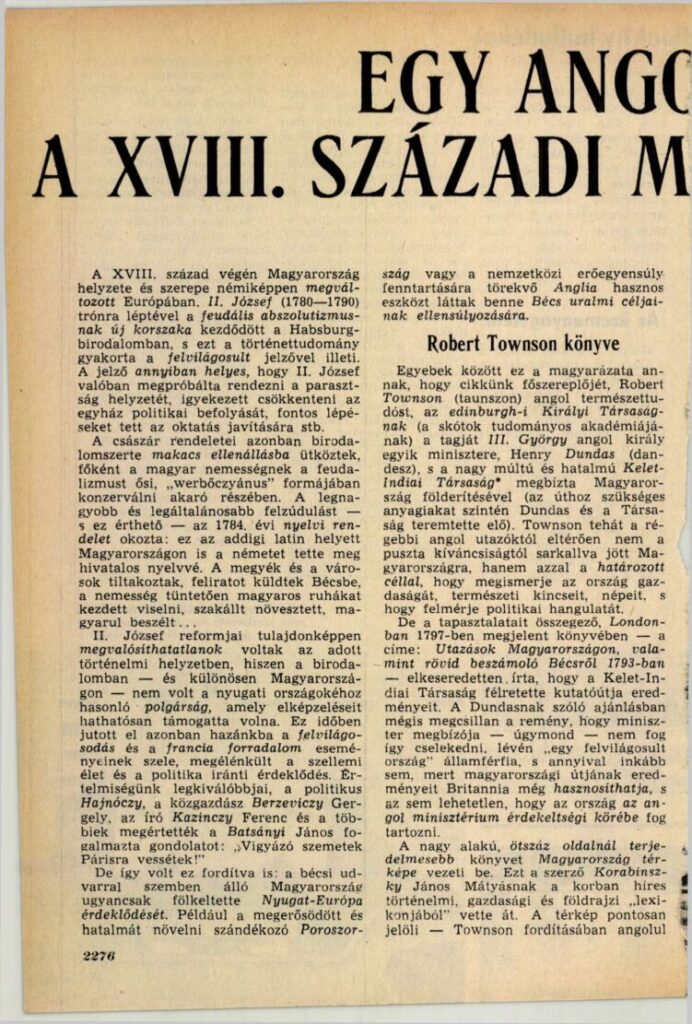 EGY ANGO
A XVIII. SZÁZADI M
A XVIII. század végén Magyarország
helyzete és szerepe némiképpen megvál-
tozott Európában. II. József (1780—1790)
trónra léptével a feudális abszolutizmus-
nak új korszaka kezdődött a Habsburg-
birodalomban, s ezt a történettudomány
gyakorta a felvilágosult jelzővel illeti.
A jelző annyiban helyes, hogy II. József
valóban megpróbálta rendezni a paraszt-
ság helyzetét, igyekezett csökkenteni az
egyház politikai befolyását, fontos lépé-
seket tett az oktatás javítására stb.
A császár rendeletei azonban biroda-
lomszerte makacs ellenállásba ütköztek,
főként a magyar nemességnek a feuda-
lizmust ősi, „werbőczyánus" formájában
konzerválni akaró részében. A legna-
gyobb és legáltalánosabb felzúdulást —
s ez érthető — az 1784. évi nyelvi ren-
delet okozta: ez az addigi latin helyett
Magyarországon is a németet tette meg
hivatalos nyelvvé. A megyék és a váro-
sok tiltakoztak, feliratot küldtek Bécsbe,
a nemesség tüntetően magyaros ruhákat
kezdett viselni, szakállt növesztett, ma-
gyarul beszélt ...
II. József reformjai tulajdonképpen
megvalósíthatatlanok voltak az adott
történelmi helyzetben, hiszen a biroda-
lomban — és különösen Magyarorszá-
gon — nem volt a nyugati országokéhoz
hasonló polgárság, amely elképzeléseit
hathatósan támogatta volna. Ez időben
jutott el azonban hazánkba a felvilágo-
sodás és a francia forradalom esemé-
nyeinek szele, megélénkült a szellemi
élet és a politika iránti érdeklődés. Ér-
telmiségünk legkiválóbbjai, a politikus
Hajnóczy, a közgazdász Berzeviczy Ger-
gely, az író Kazinczy Ferenc és a töb-
biek megértették a Batsányi János fo-
galmazta gondolatot: „Vigyázó szemetek
Párisra vessétek!"
De így volt ez fordítva is: a bécsi ud-
varral szemben álló Magyarország
ugyancsak fölkeltette Nyugat-Európa
érdeklődését. Például a megerősödött és
hatalmát növelni szándékozó Poroszor-
2276
szág vagy a nemzetközi erőegyensúly
fenntartására törekvő Anglia hasznos
eszközt láttak benne Bécs uralmi céljai-
nak ellensúlyozására.
Robert Townson könyve
Egyebek között ez a magyarázata an-
nak, hogy cikkünk főszereplőjét, Robert
Townson (taunszon) angol természettu-
dóst, az edinburgh-i Királyi Társaság-
nak (a skótok tudományos akadémiájá-
nak) a tagját III. György angol király
egyik minisztere, Henry Dundas (dan-
desz), s a nagy múltú és hatalmú Kelet-
Indiai Társaság* megbízta Magyaror-
szág földerítésével (az úthoz szükséges
anyagiakat szintén Dundas és a Társa-
ság teremtette elő). Townson tehát a ré-
gebbi angol utazóktól eltérően nem a
puszta kíváncsiságtól sarkallva jött Ma-
gyarországra, hanem azzal a határozott
céllal, hogy megismerje az ország gaz-
daságát, természeti kincseit, népeit, s
hogy felmérje politikai hangulatát.
De a tapasztalatait összegező, London-
ban 1797-ben megjelent könyvében — a
címe: Utazások Magyarországon, vala-
mint rövid beszámoló Bécsről 1793-ban
— elkeseredetten írta, hogy a Kelet-In-
diai Társaság félretette kutatóútja ered-
ményeit. A Dundasnak szóló ajánlásban
mégis megcsillan a remény, hogy minisz-
ter megbízója — úgymond — nem fog
így cselekedni, lévén „egy felvilágosult
ország" államférfia, s annyival inkább
sem, mert magyarországi útjának ered-
ményeit Britannia még hasznosíthatja, s
az sem lehetetlen, hogy az ország az an-
gol minisztérium érdekeltségi körébe fog
tartozni.
A nagy alakú, ötszáz oldalnál terje-
delmesebb könyvet Magyarország tér-
képe vezeti be. Ezt a szerző Korabinsz-
ky János Mátyásnak a korban híres
történelmi, gazdasági és földrajzi „lexi-
konjából" vette át. A térkép pontosan
jelöli — Townson fordításában angolul